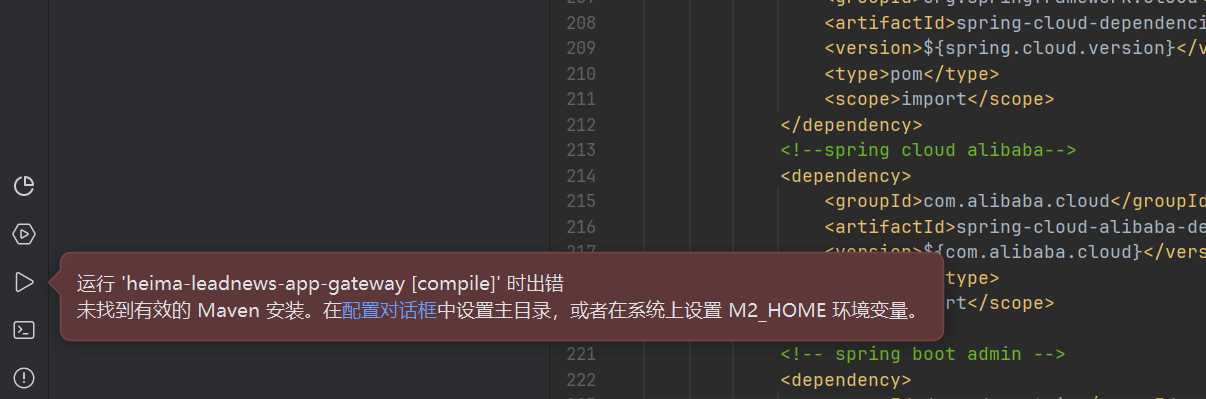 207
208 <artifactId>spring-cloud-dependenci
209 <version>${spring.cloud.version}</v
210 <type>pom</type>
211 <scope>import</scope>
212 </dependency>
213 <!--spring cloud alibaba-->
214 <dependency>
215 <groupId>com.alibaba.cloud</groupId
216 <artifactId>spring-cloud-alibaba-de
217 <version>${com.alibaba.cloud}</vers
运行 'heima-leadnews-app-gateway [compile]' 时出错
type>
未找到有效的 Maven 安装。在配置对话框中设置主目录，或者在系统上设置 M2_HOME 环境变量。
rt</scope>
221 <!-- spring boot admin -->
222 <dependency>